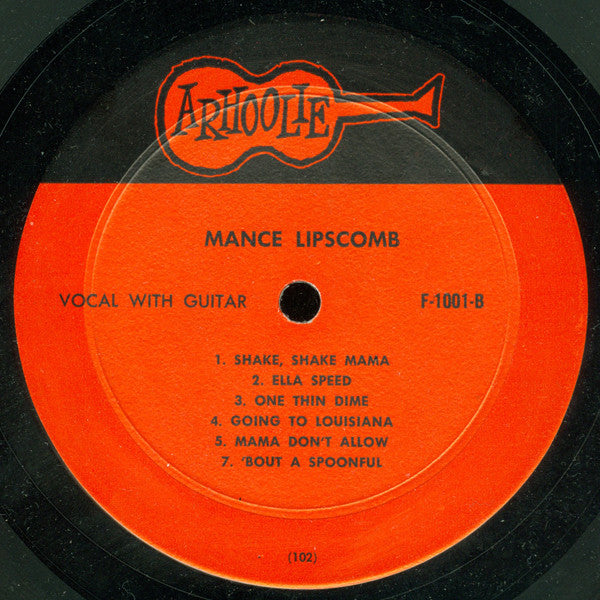 ARHOOLIE
MANCE LIPSCOMB
VOCAL WITH GUITAR F-1001-B
1. SHAKE, SHAKE MAMA
2. ELLA SPEED
3. ONE THIN DIME
4. GOING TO LOUISIANA
5. MAMA DON'T ALLOW
7. 'BOUT A SPOONFUL
(102)